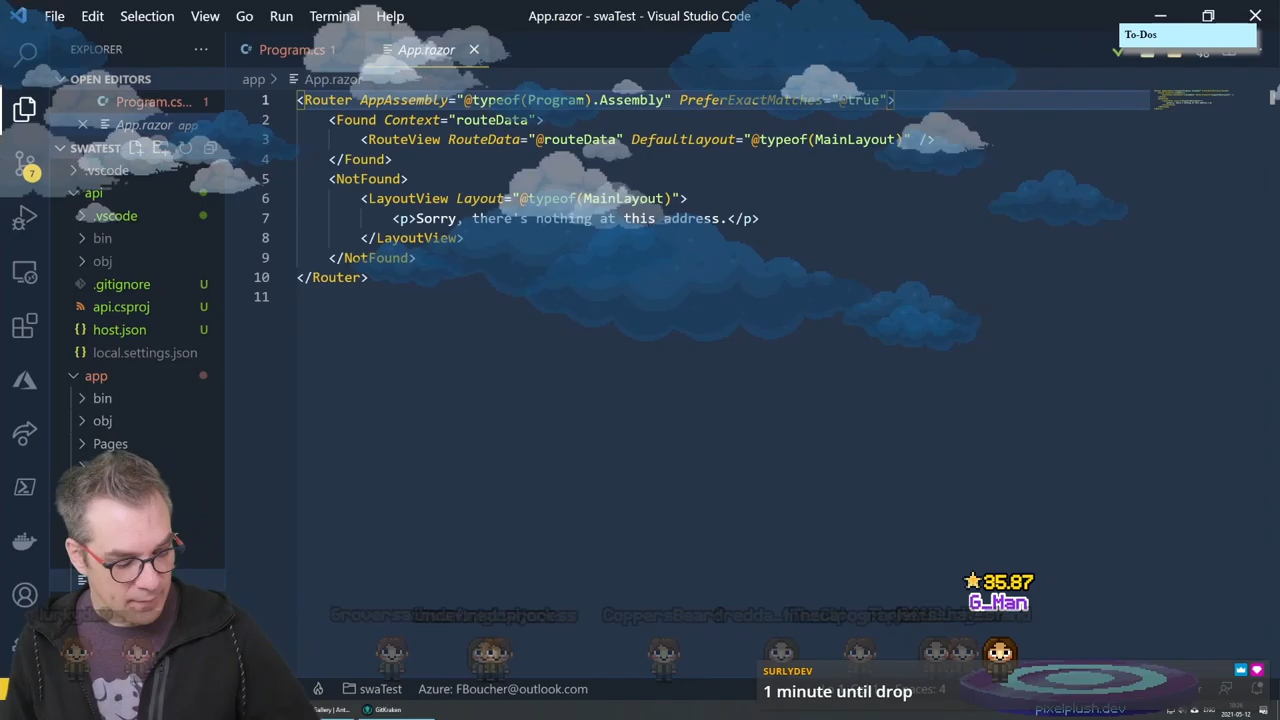 File Edit Selection View Go Run Terminal Help
App.razor - swaTest - Visual Studio Code
To-Dos
EXPLORER
Program.cs 1
App.razor
OPEN EDITORS
Program.cs... 1
App.razor app
SWATEST
.vscode
api
.vscode
bin
obj
.gitignore U
api.csproj U
host.json U
local.settings.json
app
bin
obj
Pages
7
app > App.razor
1 <Router AppAssembly="@typeof(Program).Assembly" PreferExactMatches="@true">
2 <Found Context="routeData">
3 <RouteView RouteData="@routeData" DefaultLayout="@typeof(MainLayout)" />
4 </Found>
5 <NotFound>
6 <LayoutView Layout="@typeof(MainLayout)">
7 <p>Sorry, there's nothing at this address.</p>
8 </LayoutView>
9 </NotFound>
10 </Router>
11
35.87
G_Man
SURLYDEV
1 minute until drop
swaTest
Azure: FBoucher@outlook.com
Spaces: 4
pixelplush.dev
GitKraken
2021-05-12